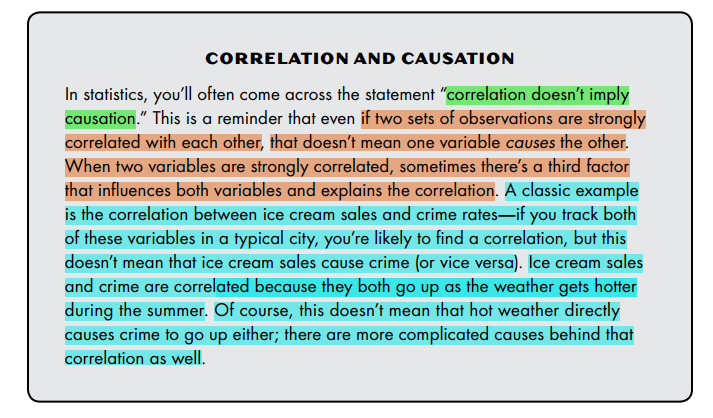 CORRELATION AND CAUSATION
In statistics, you’ll often come across the statement “correlation doesn’t imply
causation.” This is a reminder that even if two sets of observations are strongly
correlated with each other, that doesn’t mean one variable causes the other.
When two variables are strongly correlated, sometimes there’s a third factor
that influences both variables and explains the correlation. A classic example
is the correlation between ice cream sales and crime rates—if you track both
of these variables in a typical city, you’re likely to find a correlation, but this
doesn’t mean that ice cream sales cause crime (or vice versa). Ice cream sales
and crime are correlated because they both go up as the weather gets hotter
during the summer. Of course, this doesn’t mean that hot weather directly
causes crime to go up either; there are more complicated causes behind that
correlation as well.